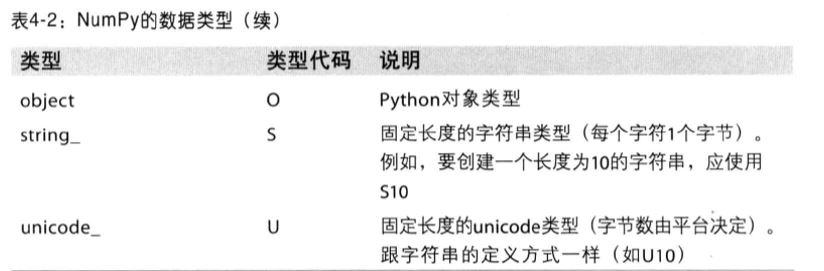 表4-2：NumPy的数据类型（续）
类型 类型代码 说明
object O Python对象类型
string_ S 固定长度的字符串类型（每个字符1个字节）。
例如，要创建一个长度为10的字符串，应使用
S10
unicode_ U 固定长度的unicode类型（字节数由平台决定）。
跟字符串的定义方式一样（如U10）